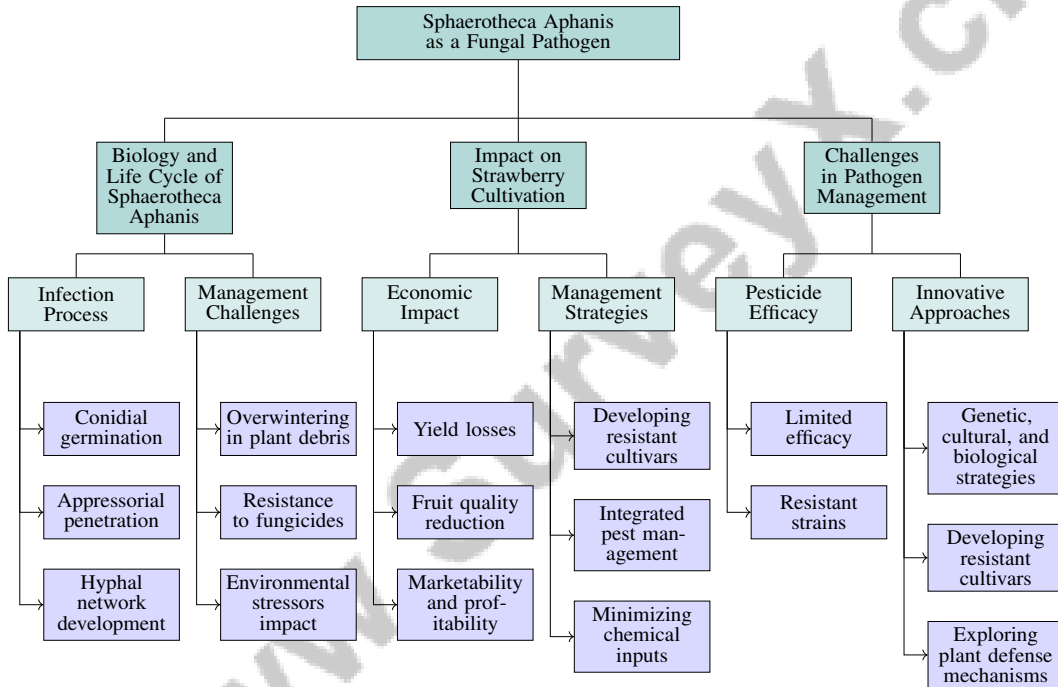 Sphaerotheca Aphanis
as a Fungal Pathogen
Biology and
Life Cycle of
Sphaerotheca
Aphanis
Impact on
Strawberry
Cultivation
Challenges
in Pathogen
Management
Infection
Process
Management
Challenges
Economic
Impact
Management
Strategies
Pesticide
Efficacy
Innovative
Approaches
Conidial
germination
Appressorial
penetration
Hyphal
network
development
Overwintering
in plant debris
Resistance
to fungicides
Environmental
stressors
impact
Yield losses
Fruit quality
reduction
Marketability
and prof-
itability
Developing
resistant
cultivars
Integrated
pest man-
agement
Minimizing
chemical
inputs
Limited
efficacy
Resistant
strains
Genetic,
cultural, and
biological
strategies
Developing
resistant
cultivars
Exploring
plant defense
mechanisms